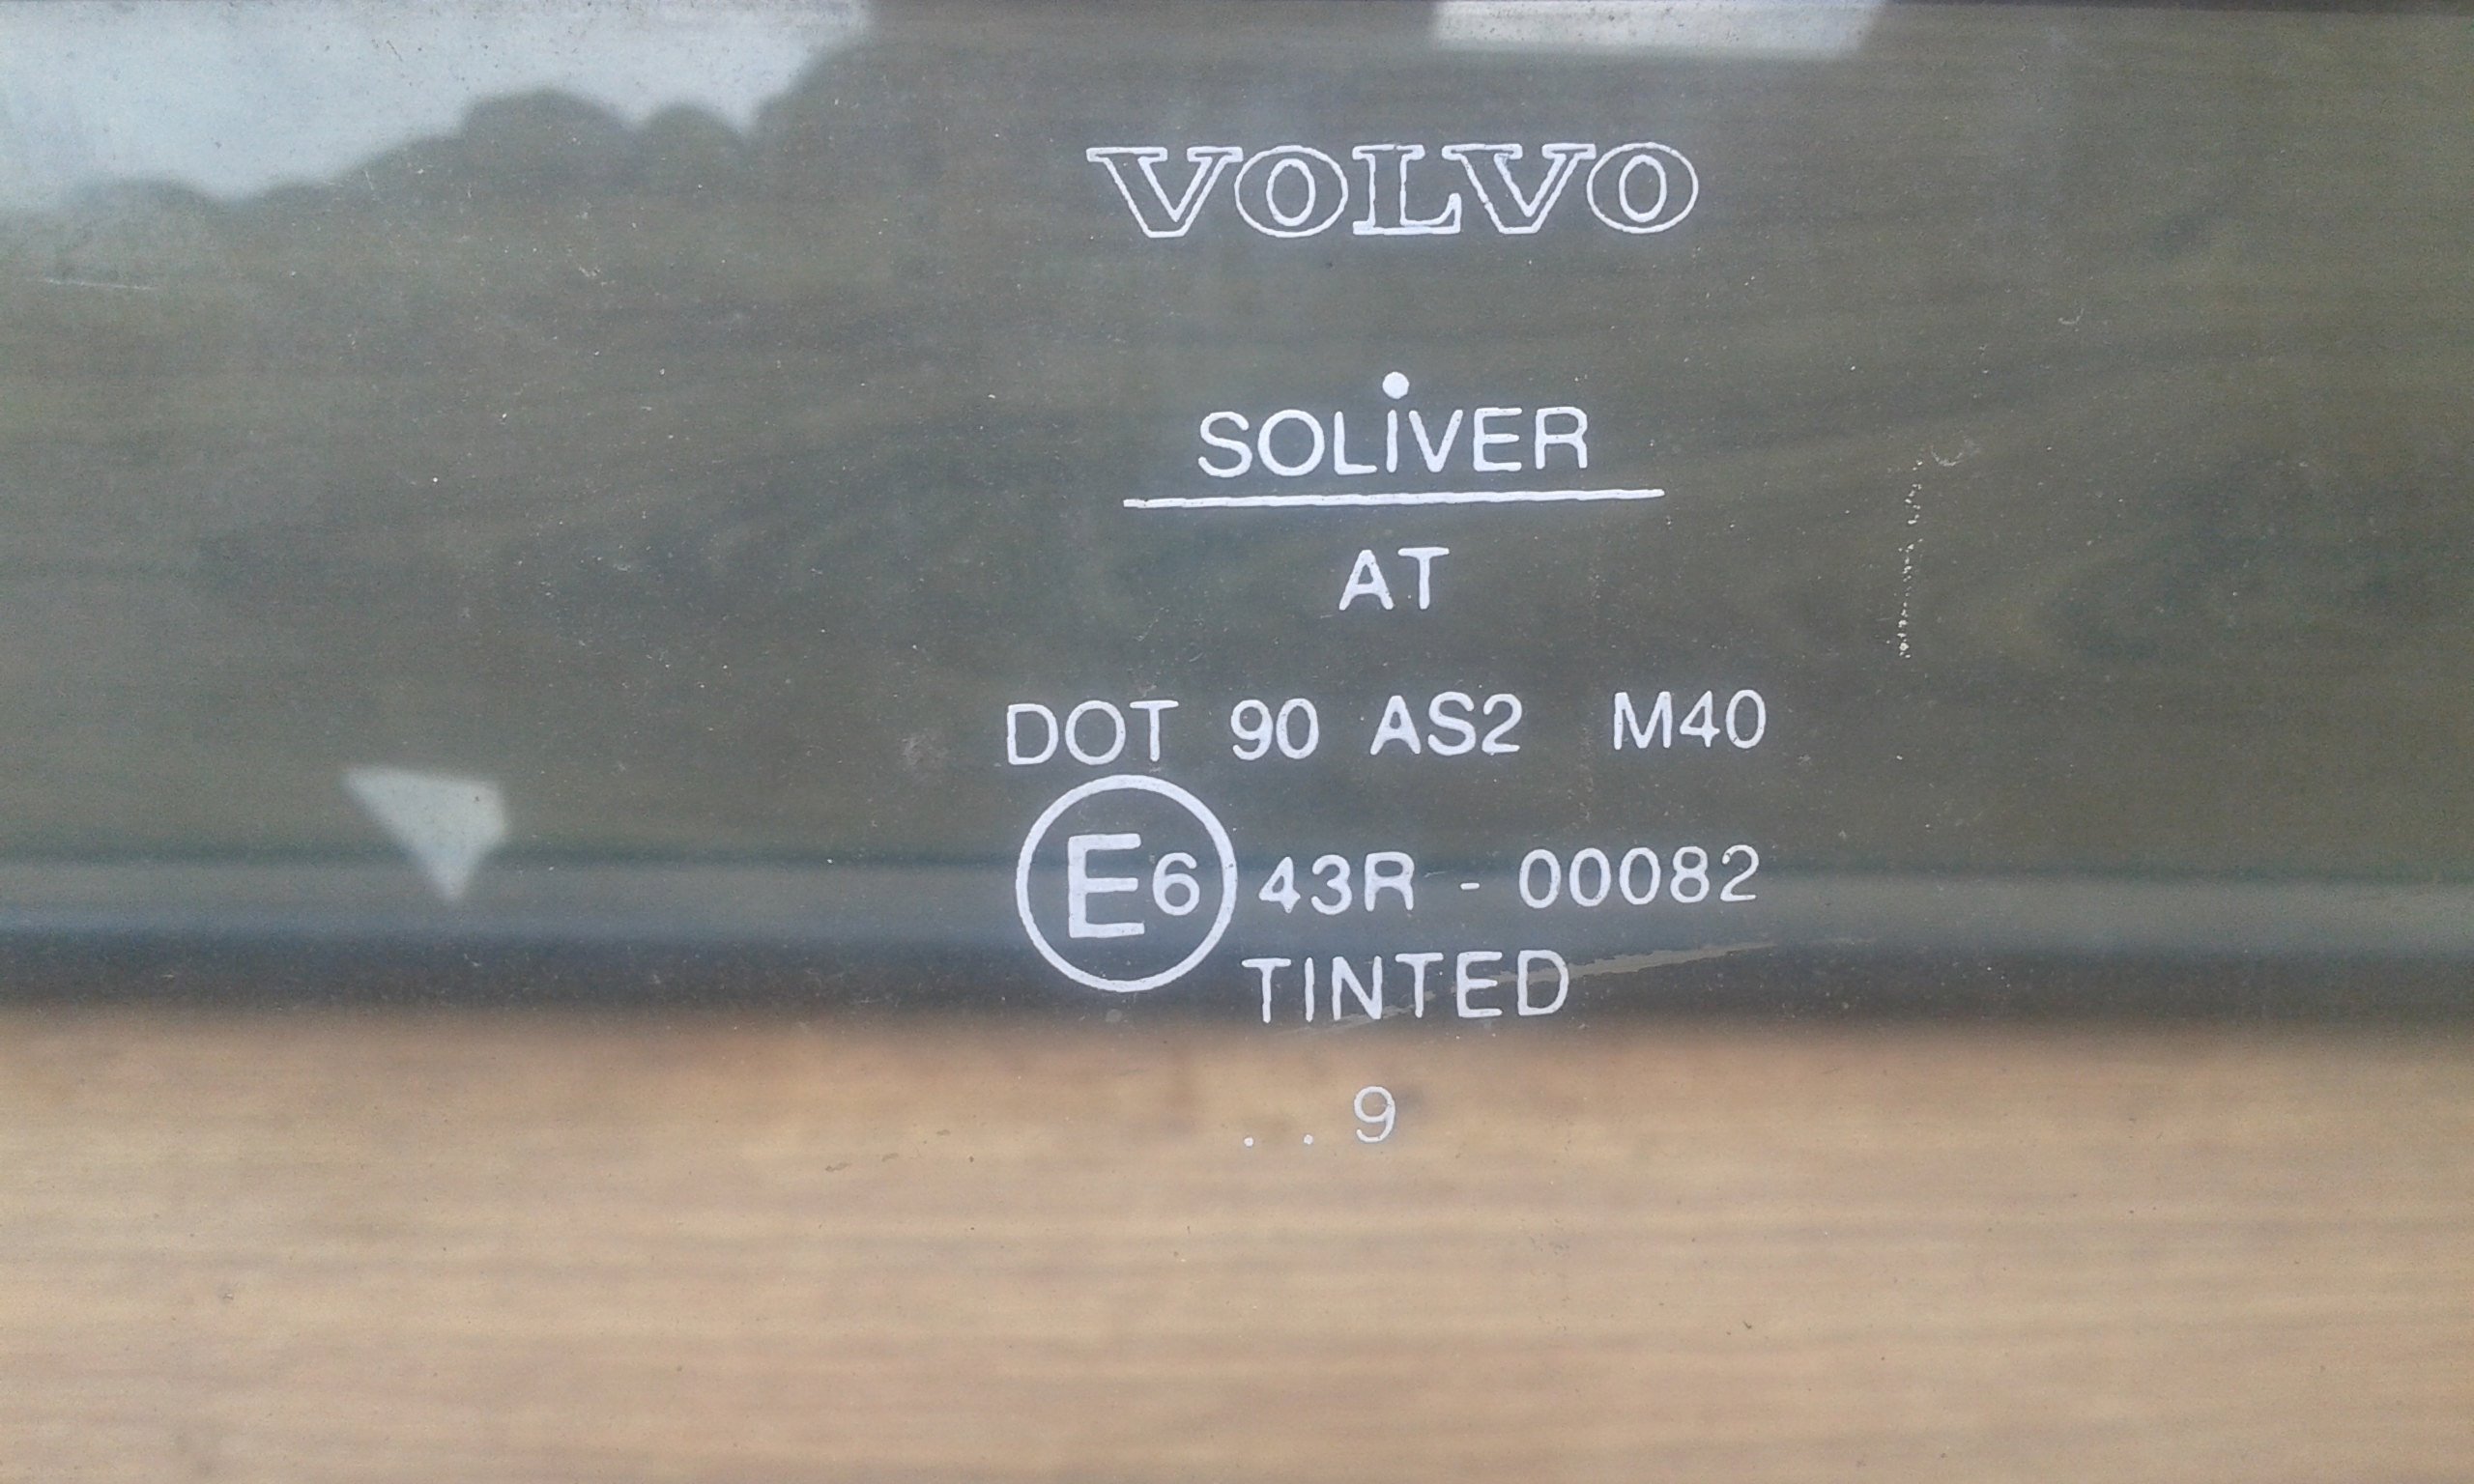 VOLVO
SOLiVER
AT
DOT 90 AS2 M40
E6 43R - 00082
TINTED
. . 9